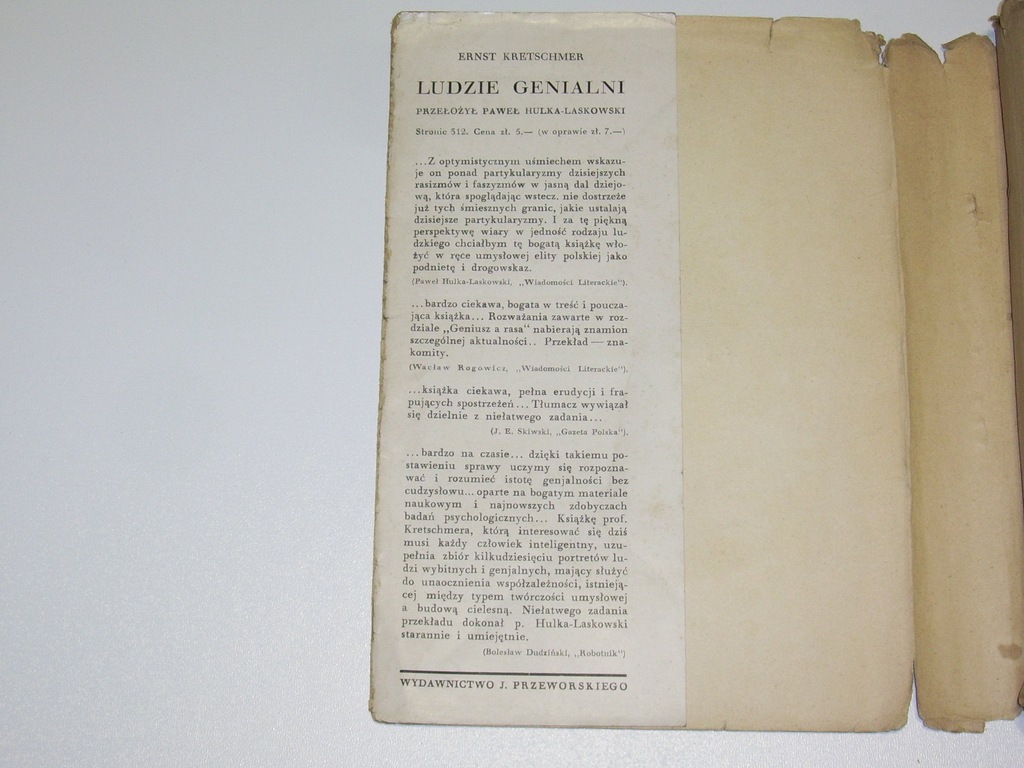 ERNST KRETSCHMER
LUDZIE GENIALNI
PRZEŁOŻYŁ PAWEŁ HULKA-LASKOWSKI
Stronic 512. Cena zł. 5.— (w oprawie zł. 7.—)
...Z optymistycznym uśmiechem wskazu-
je on ponad partykularyzmy dzisiejszych
rasizmów i faszyzmów w jasną dal dziejo-
wą, która spoglądając wstecz. nie dostrzeże
już tych śmiesznych granic, jakie ustalają
dzisiejsze partykularyzmy. I za tę piękną
perspektywę wiary w jedność rodzaju lu-
dzkiego chciałbym tę bogatą książkę wło-
żyć w ręce umysłowej elity polskiej jako
podnietę i drogowskaz.
(Paweł Hulka-Laskowski, „Wiadomości Literackie").
...bardzo ciekawa, bogata w treść i poucza-
jąca książka... Rozważania zawarte w roz-
dziale „Geniusz a rasa" nabierają znamion
szczególnej aktualności.. Przekład — zna-
komity.
(Wacław Rogowicz, „Wiadomości Literackie").
...książka ciekawa, pełna erudycji i fra-
pujących spostrzeżeń... Tłumacz wywiązał
się dzielnie z niełatwego zadania...
(J. E. Skiwski, „Gazeta Polska").
...bardzo na czasie... dzięki takiemu po-
stawieniu sprawy uczymy się rozpozna-
wać i rozumieć istotę genjalności bez
cudzysłowu... oparte na bogatym materiale
naukowym i najnowszych zdobyczach
badań psychologicznych... Książkę prof.
Kretschmera, którą interesować się dziś
musi każdy człowiek inteligentny, uzu-
pełnia zbiór kilkudziesięciu portretów lu-
dzi wybitnych i genjalnych, mający służyć
do unaocznienia współzależności, istnieją-
cej między typem twórczości umysłowej
a budową cielesną. Niełatwego zadania
przekładu dokonał p. Hulka-Laskowski
starannie i umiejętnie.
(Bolesław Dudziński, „Robotnik")
WYDAWNICTWO J. PRZEWORSKIEGO